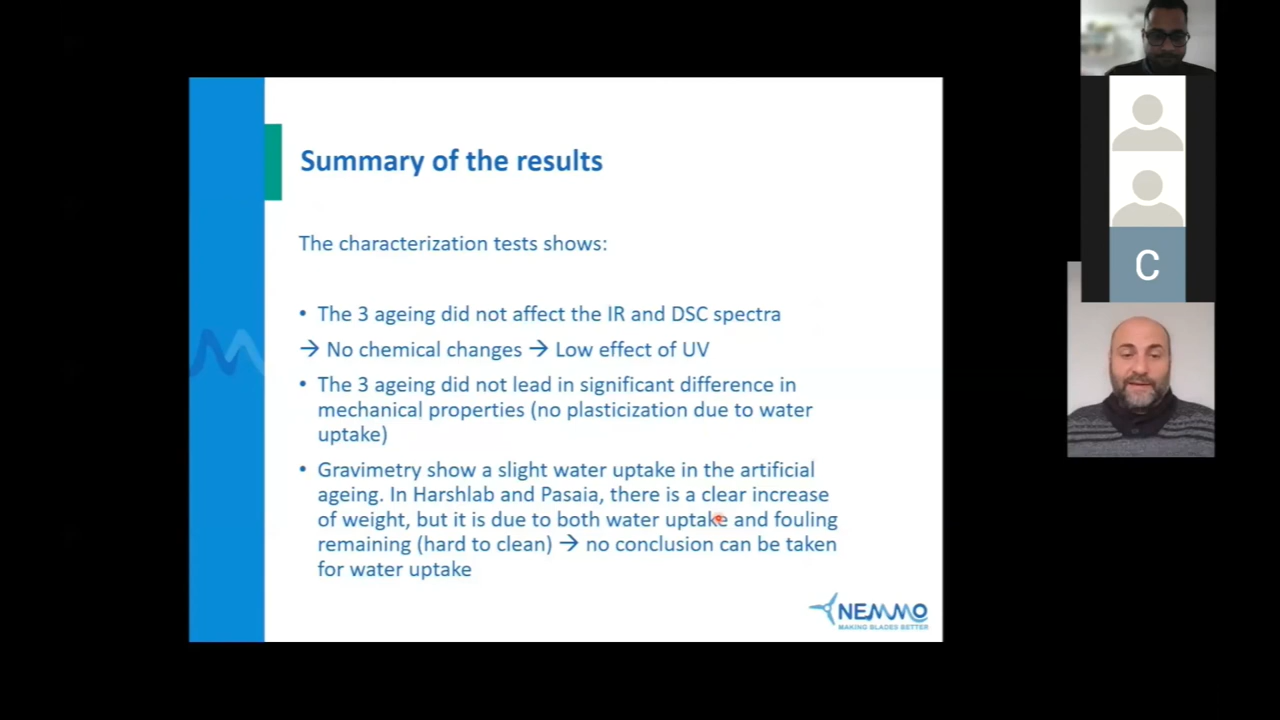 Summary of the results
The characterization tests shows:
• The 3 ageing did not affect the IR and DSC spectra
→ No chemical changes → Low effect of UV
• The 3 ageing did not lead in significant difference in
mechanical properties (no plasticization due to water
uptake)
• Gravimetry show a slight water uptake in the artificial
ageing. In Harshlab and Pasaia, there is a clear increase
of weight, but it is due to both water uptake and fouling
remaining (hard to clean) → no conclusion can be taken
for water uptake
NEMMO
MAKING BLADES BETTER
C